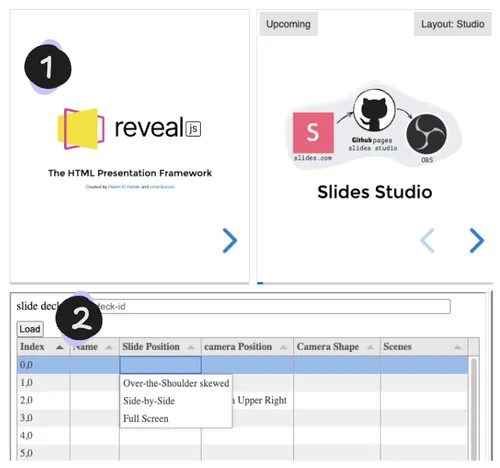 1
reveal js
The HTML Presentation Framework
Created by Hakim El Hattab and contributors
Upcoming
Layout: Studio
S
slides.com
Github pages
slides studio
OBS
Slides Studio
slide deck
deck-id
2
Load
Index Name Slide Position camera Position Camera Shape Scenes
0,0
1,0
Over-the-Shoulder skewed
2,0
Side-by-Side
Upper Right
3,0
Full Screen
4,0
5,0